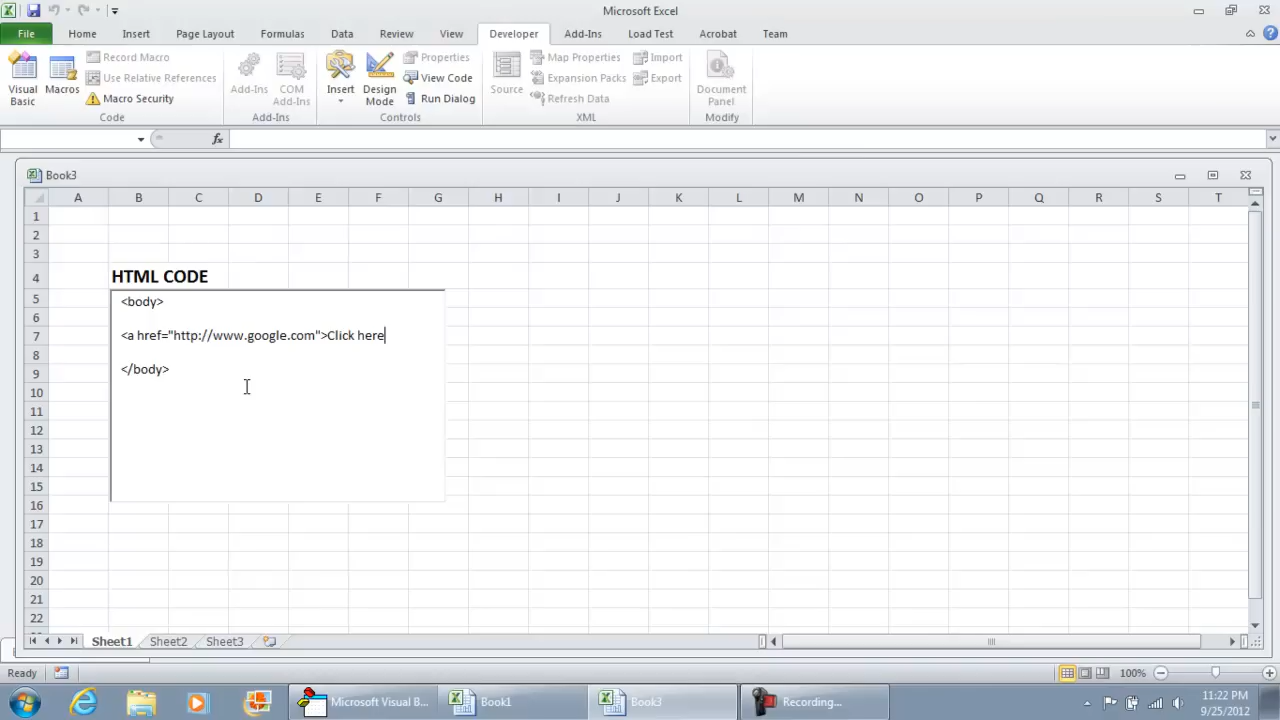 Microsoft Excel
File Home Insert Page Layout Formulas Data Review View Developer Add-Ins Load Test Acrobat Team
Visual Basic
Macros
Record Macro
Use Relative References
Macro Security
Code
Add-Ins
COM Add-Ins
Add-Ins
Insert
Design Mode
Properties
View Code
Run Dialog
Controls
Source
Map Properties
Expansion Packs
Refresh Data
Import
Export
XML
Document Panel
Modify
fx
Book3
A B C D E F G H I J K L M N O P Q R S T
1
2
3
4 HTML CODE
5 <body>
6
7 <a href="http://www.google.com">Click here
8
9 </body>
10
11
12
13
14
15
16
17
18
19
20
21
22
Sheet1 Sheet2 Sheet3
Ready 100%
Microsoft Visual B... Book1 Book3 Recording...
11:22 PM
9/25/2012